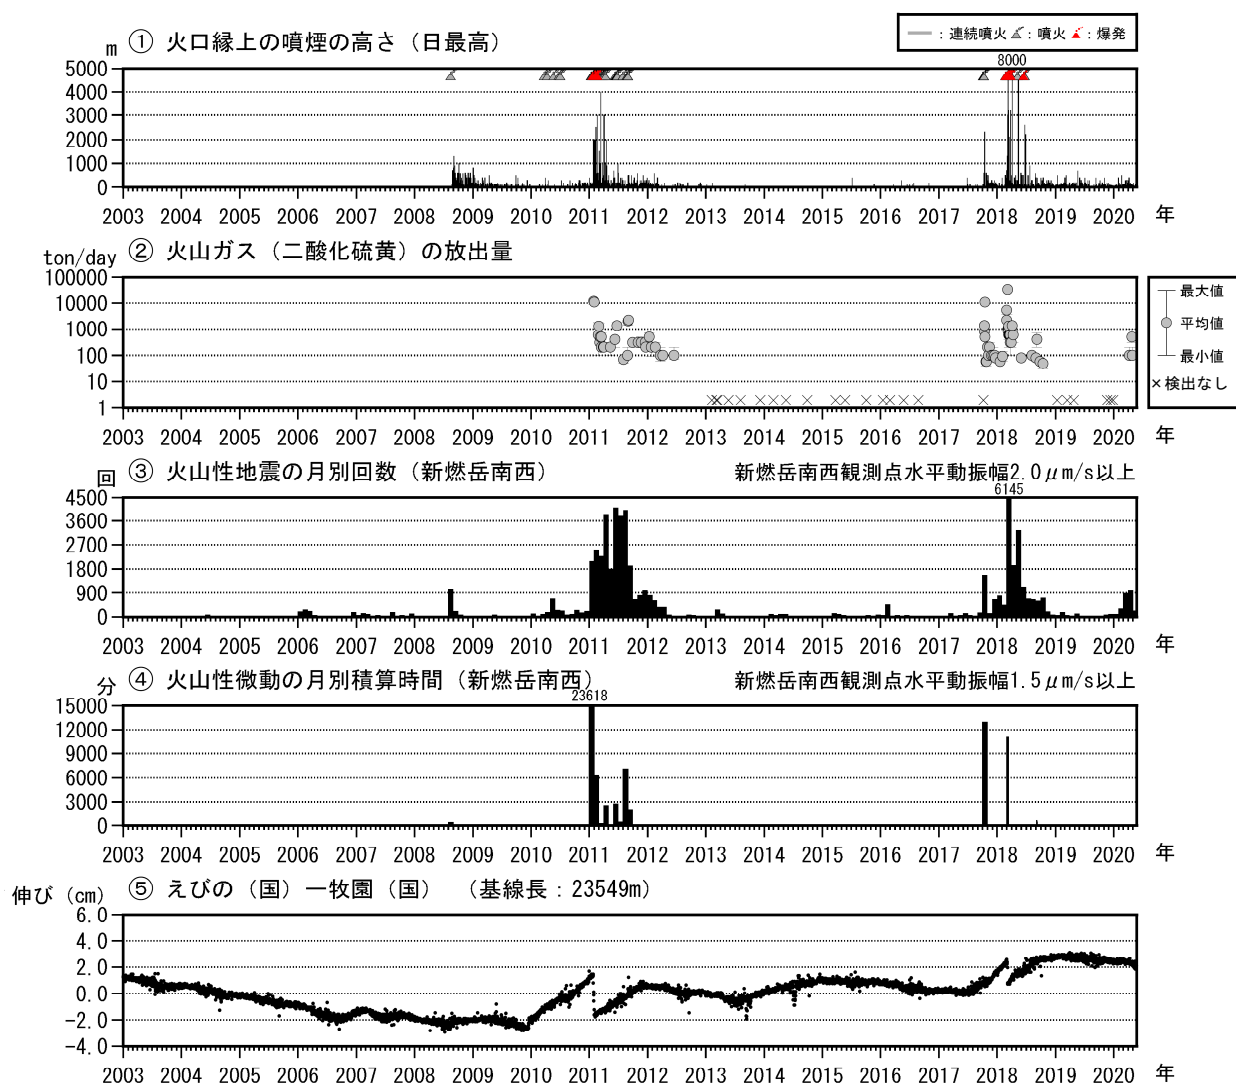 ① 火口縁上の噴煙の高さ（日最高）
━ : 連続噴火 : 噴火 : 爆発
m
8000
5000
4000
3000
2000
1000
0
2003 2004 2005 2006 2007 2008 2009 2010 2011 2012 2013 2014 2015 2016 2017 2018 2019 2020 年
② 火山ガス（二酸化硫黄）の放出量
ton/day
100000
10000
1000
100
10
1
最大値
平均値
最小値
×検出なし
2003 2004 2005 2006 2007 2008 2009 2010 2011 2012 2013 2014 2015 2016 2017 2018 2019 2020 年
③ 火山性地震の月別回数（新燃岳南西） 新燃岳南西観測点水平動振幅2.0μm/s以上
回
6145
4500
3600
2700
1800
900
0
2003 2004 2005 2006 2007 2008 2009 2010 2011 2012 2013 2014 2015 2016 2017 2018 2019 2020 年
④ 火山性微動の月別積算時間（新燃岳南西） 新燃岳南西観測点水平動振幅1.5μm/s以上
分
23618
15000
12000
9000
6000
3000
0
2003 2004 2005 2006 2007 2008 2009 2010 2011 2012 2013 2014 2015 2016 2017 2018 2019 2020 年
⑤ えびの（国）－牧園（国） （基線長：23549m）
伸び（cm）
6.0
4.0
2.0
0.0
-2.0
-4.0
2003 2004 2005 2006 2007 2008 2009 2010 2011 2012 2013 2014 2015 2016 2017 2018 2019 2020 年